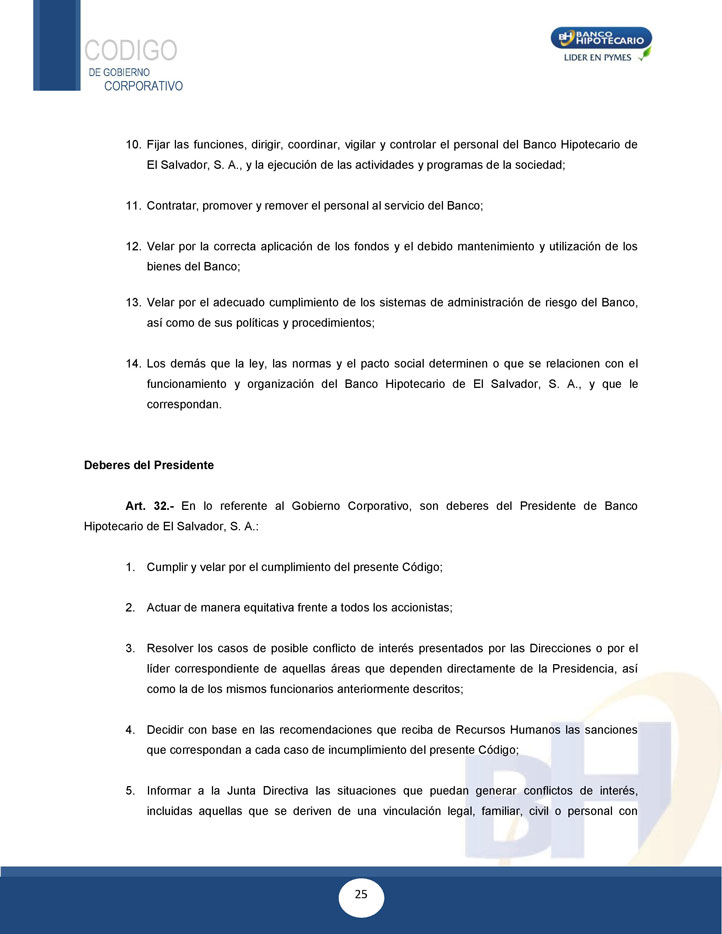 CODIGO
DE GOBIERNO
CORPORATIVO
BH BANCO
HIPOTECARIO
LIDER EN PYMES
10. Fijar las funciones, dirigir, coordinar, vigilar y controlar el personal del Banco Hipotecario de
El Salvador, S. A., y la ejecución de las actividades y programas de la sociedad;
11. Contratar, promover y remover el personal al servicio del Banco;
12. Velar por la correcta aplicación de los fondos y el debido mantenimiento y utilización de los
bienes del Banco;
13. Velar por el adecuado cumplimiento de los sistemas de administración de riesgo del Banco,
así como de sus políticas y procedimientos;
14. Los demás que la ley, las normas y el pacto social determinen o que se relacionen con el
funcionamiento y organización del Banco Hipotecario de El Salvador, S. A., y que le
correspondan.
Deberes del Presidente
Art. 32.- En lo referente al Gobierno Corporativo, son deberes del Presidente de Banco
Hipotecario de El Salvador, S. A.:
1. Cumplir y velar por el cumplimiento del presente Código;
2. Actuar de manera equitativa frente a todos los accionistas;
3. Resolver los casos de posible conflicto de interés presentados por las Direcciones o por el
líder correspondiente de aquellas áreas que dependen directamente de la Presidencia, así
como la de los mismos funcionarios anteriormente descritos;
4. Decidir con base en las recomendaciones que reciba de Recursos Humanos las sanciones
que correspondan a cada caso de incumplimiento del presente Código;
5. Informar a la Junta Directiva las situaciones que puedan generar conflictos de interés,
incluidas aquellas que se deriven de una vinculación legal, familiar, civil o personal con
BH
25